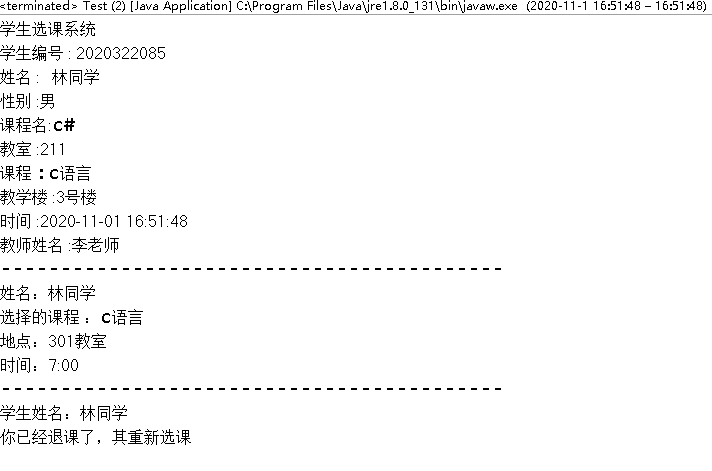 <terminated> Test (2) [Java Application] C:\Program Files\Java\jre1.8.0_131\bin\javaw.exe  (2020-11-1 16:51:48 – 16:51:48)
学生选课系统
学生编号 : 2020322085
姓名 :  林同学
性别 :男
课程名:c#
教室 :211
课程 : c语言
教学楼 :3号楼
时间 :2020-11-01 16:51:48
教师姓名 :李老师
------------------------------------------
姓名：林同学
选择的课程 ：c语言
地点：301教室
时间：7:00
------------------------------------------
学生姓名：林同学
你已经退课了，其重新选课